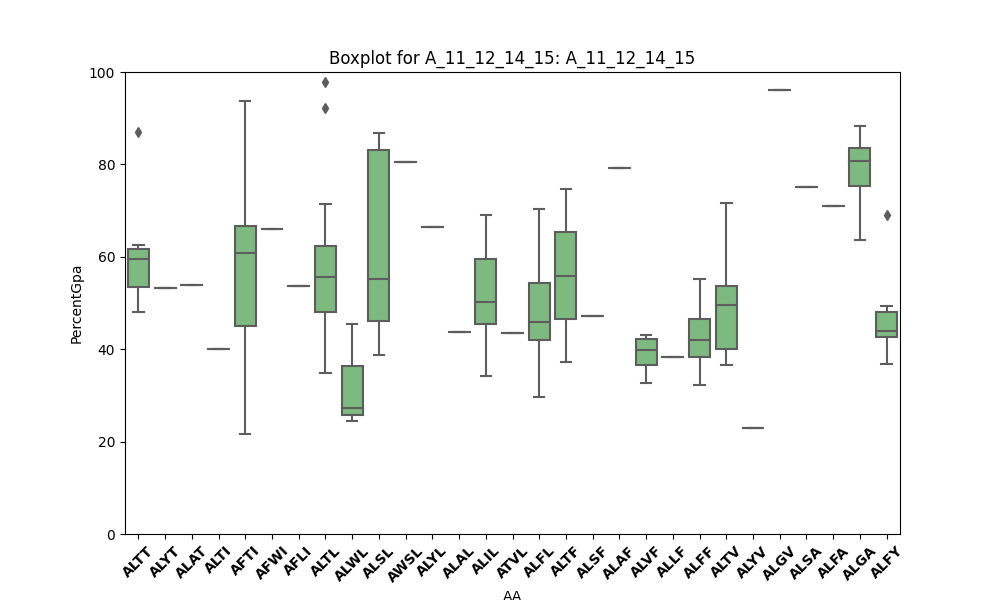 Boxplot for A_11_12_14_15: A_11_12_14_15
100
80
60
40
20
0
PercentGpa
ALTT ALYT ALAT ALTI AFTI AFWI AFLI ALTL ALWL ALSL AWSL ALYL ALAL ALIL ATVL ALFL ALTF ALSF ALAF ALVF ALLF ALFF ALTV ALYV ALGV ALSA ALFA ALGA ALFY
AA